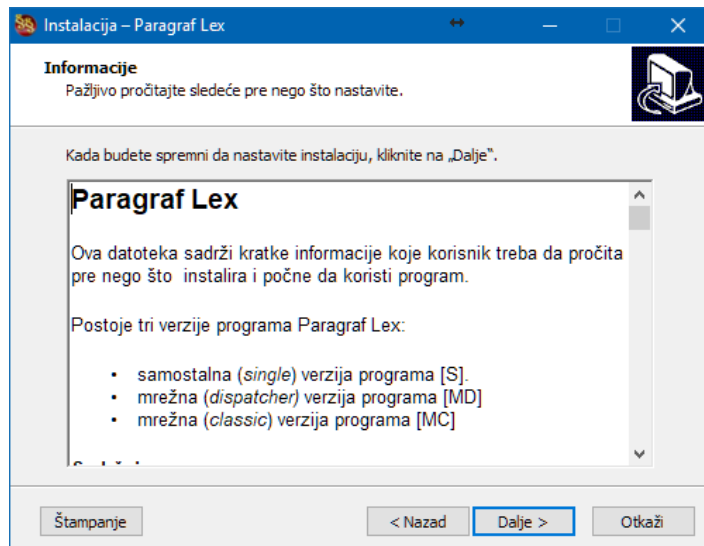 Instalacija – Paragraf Lex
Informacije
Pažljivo pročitajte sledeće pre nego što nastavite.
Kada budete spremni da nastavite instalaciju, kliknite na „Dalje“.
Paragraf Lex
Ova datoteka sadrži kratke informacije koje korisnik treba da pročita
pre nego što  instalira i počne da koristi program.
Postoje tri verzije programa Paragraf Lex:
• samostalna (single) verzija programa [S].
• mrežna (dispatcher) verzija programa [MD]
• mrežna (classic) verzija programa [MC]
Štampanje
< Nazad
Dalje >
Otkaži